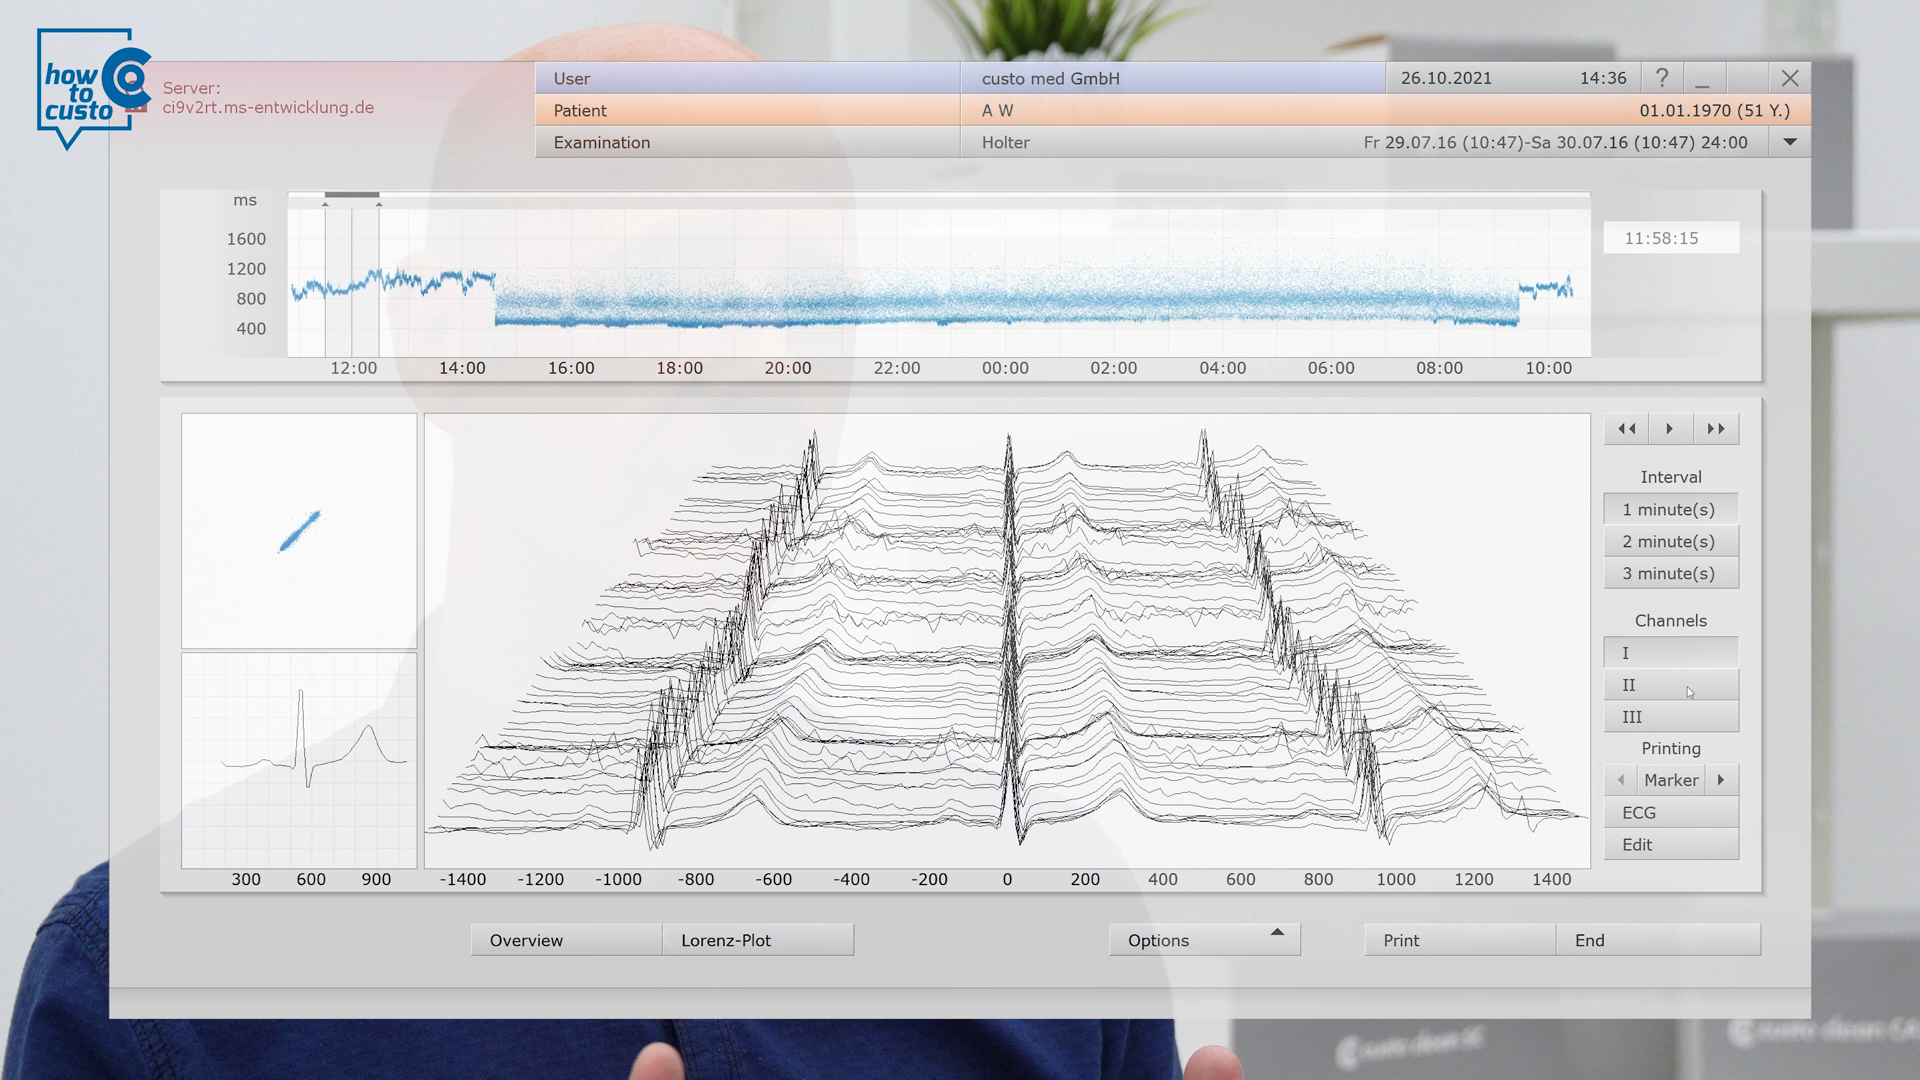 how
to
custo
Server:
ci9v2rt.ms-entwicklung.de
User custo med GmbH 26.10.2021 14:36 ?
Patient A W 01.01.1970 (51 Y.)
Examination Holter Fr 29.07.16 (10:47)-Sa 30.07.16 (10:47) 24:00
ms
1600
1200
800
400
11:58:15
12:00 14:00 16:00 18:00 20:00 22:00 00:00 02:00 04:00 06:00 08:00 10:00
Interval
1 minute(s)
2 minute(s)
3 minute(s)
Channels
I
II
III
Printing
Marker
ECG
Edit
300 600 900
-1400 -1200 -1000 -800 -600 -400 -200 0 200 400 600 800 1000 1200 1400
Overview Lorenz-Plot Options Print End
custo clean
custo clean